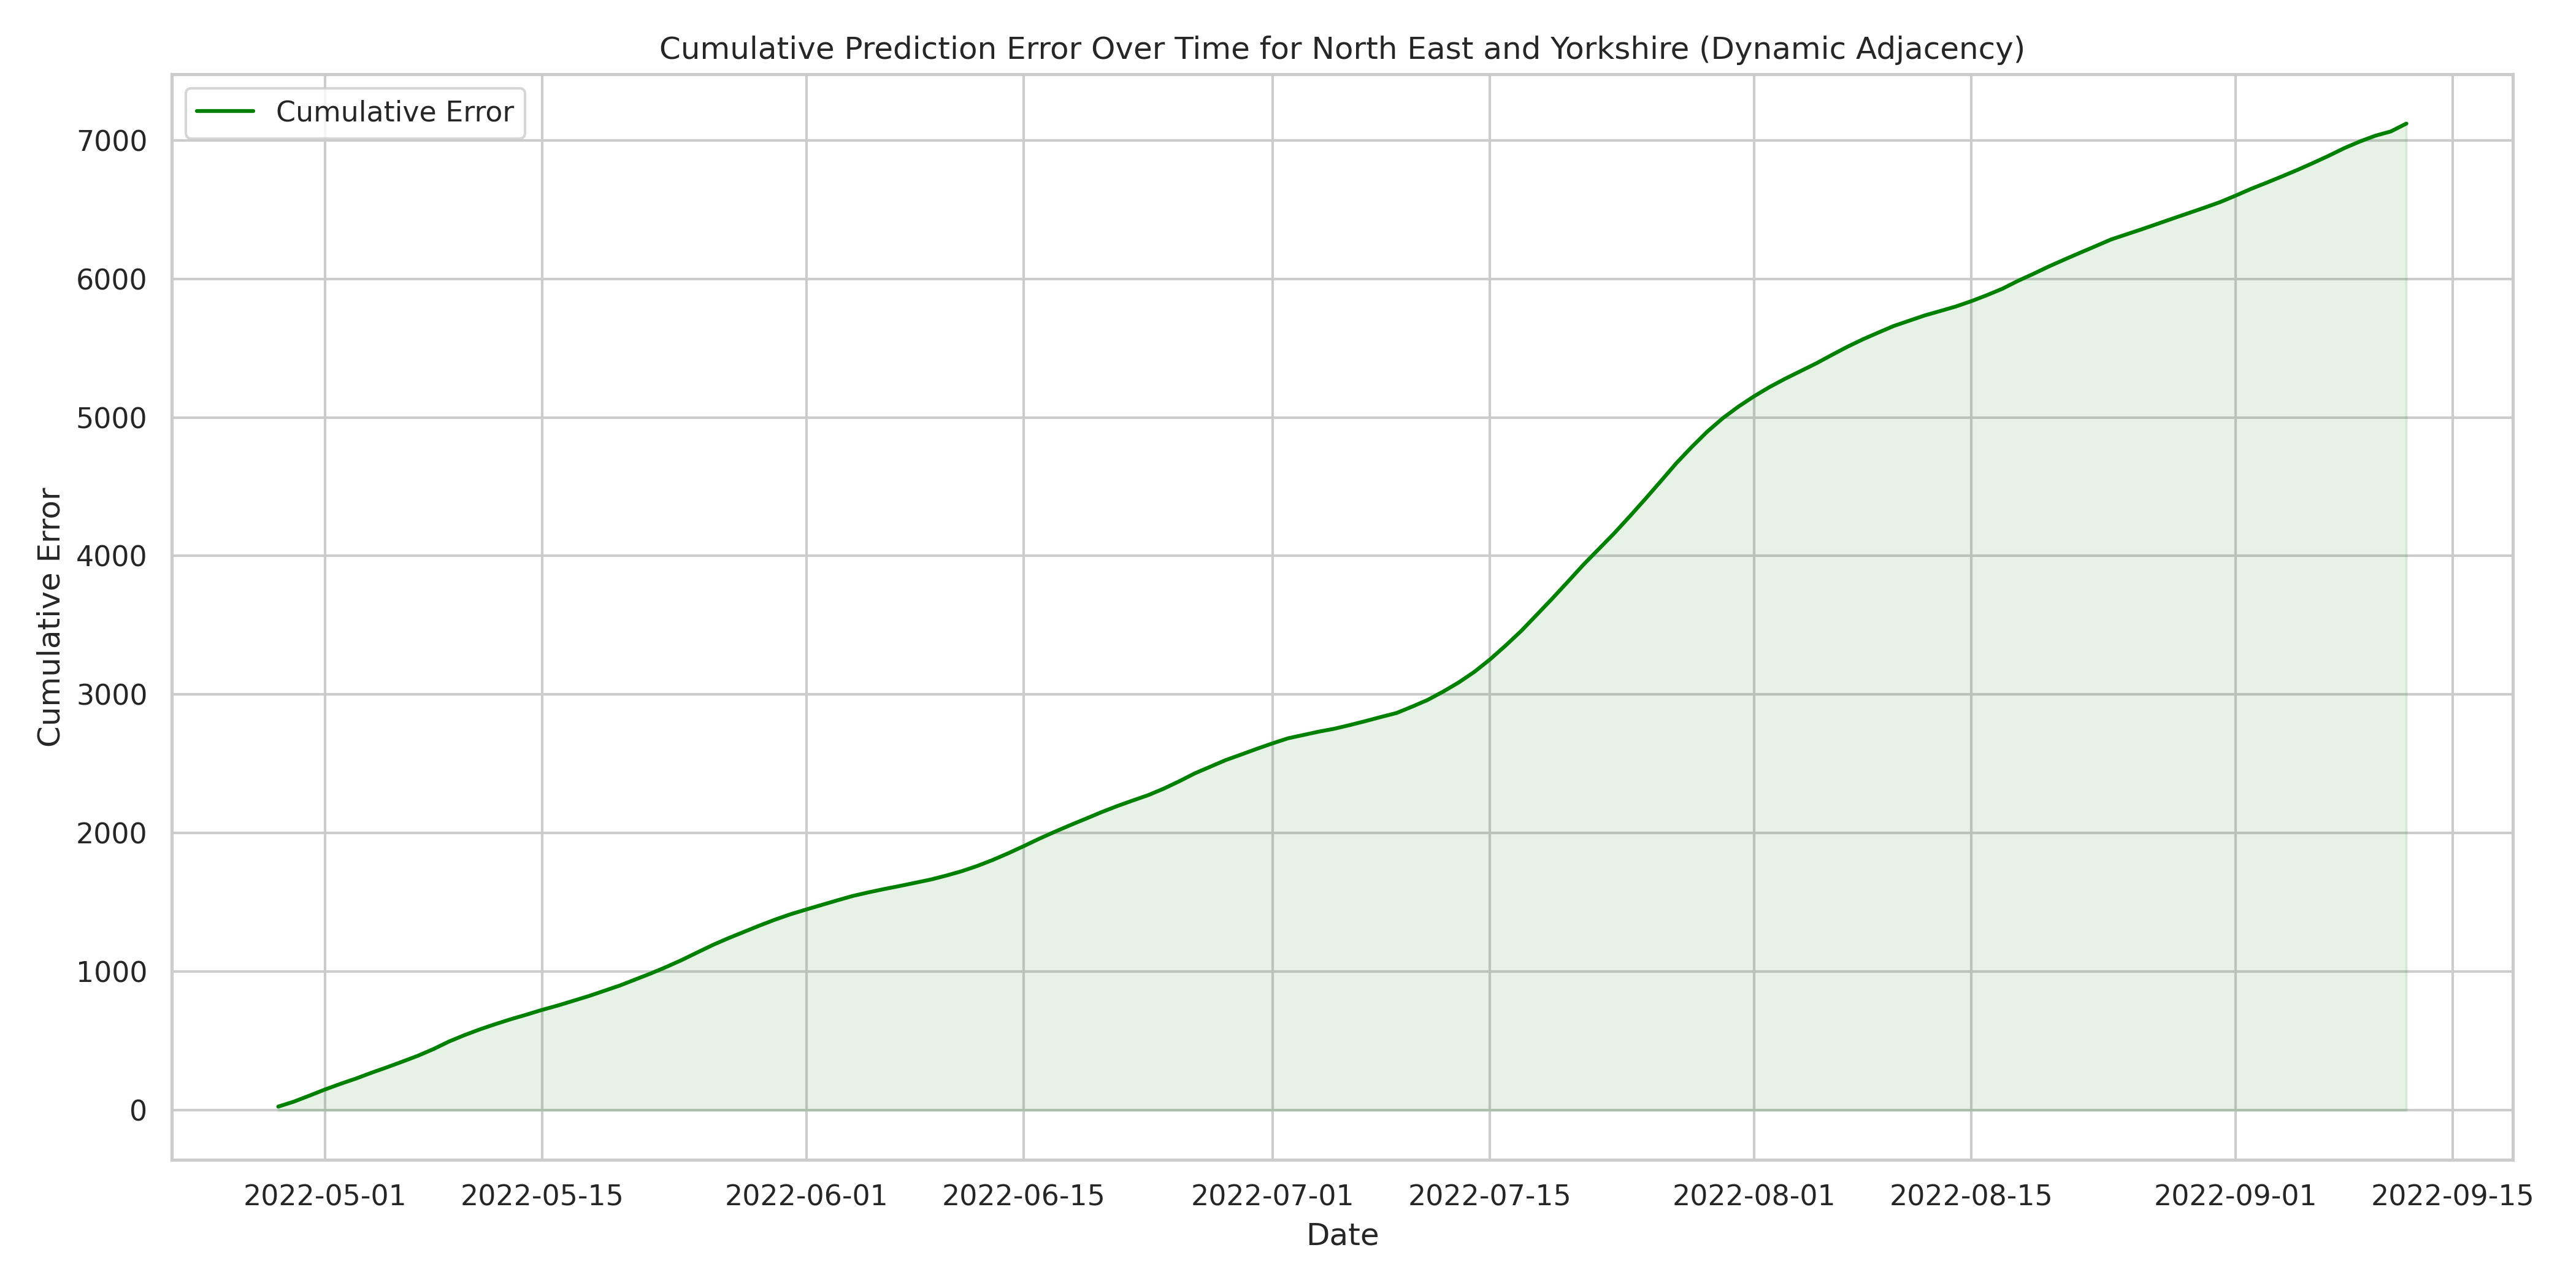 Cumulative Prediction Error Over Time for North East and Yorkshire (Dynamic Adjacency)
Cumulative Error
7000
6000
5000
4000
3000
2000
1000
0
Cumulative Error
2022-05-01 2022-05-15 2022-06-01 2022-06-15 2022-07-01 2022-07-15 2022-08-01 2022-08-15 2022-09-01 2022-09-15
Date